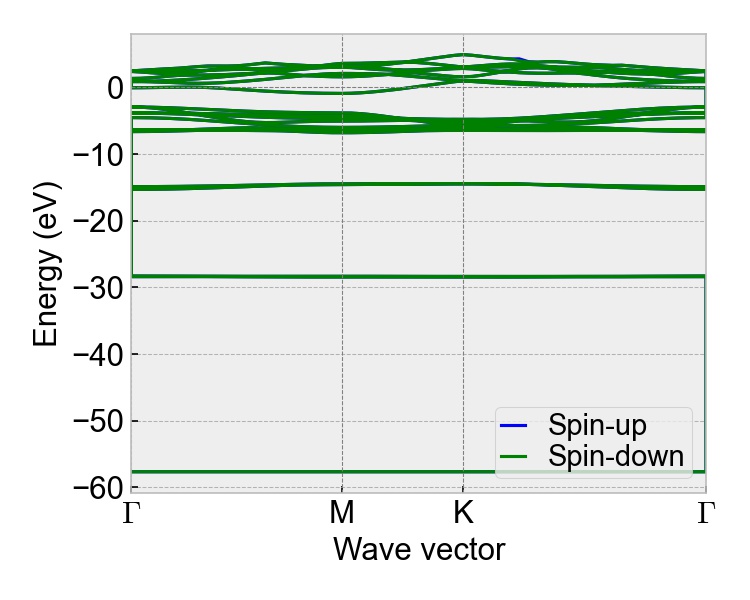 Energy (eV)
0
−10
−20
−30
−40
−50
−60
Spin-up
Spin-down
Γ M K Γ
Wave vector